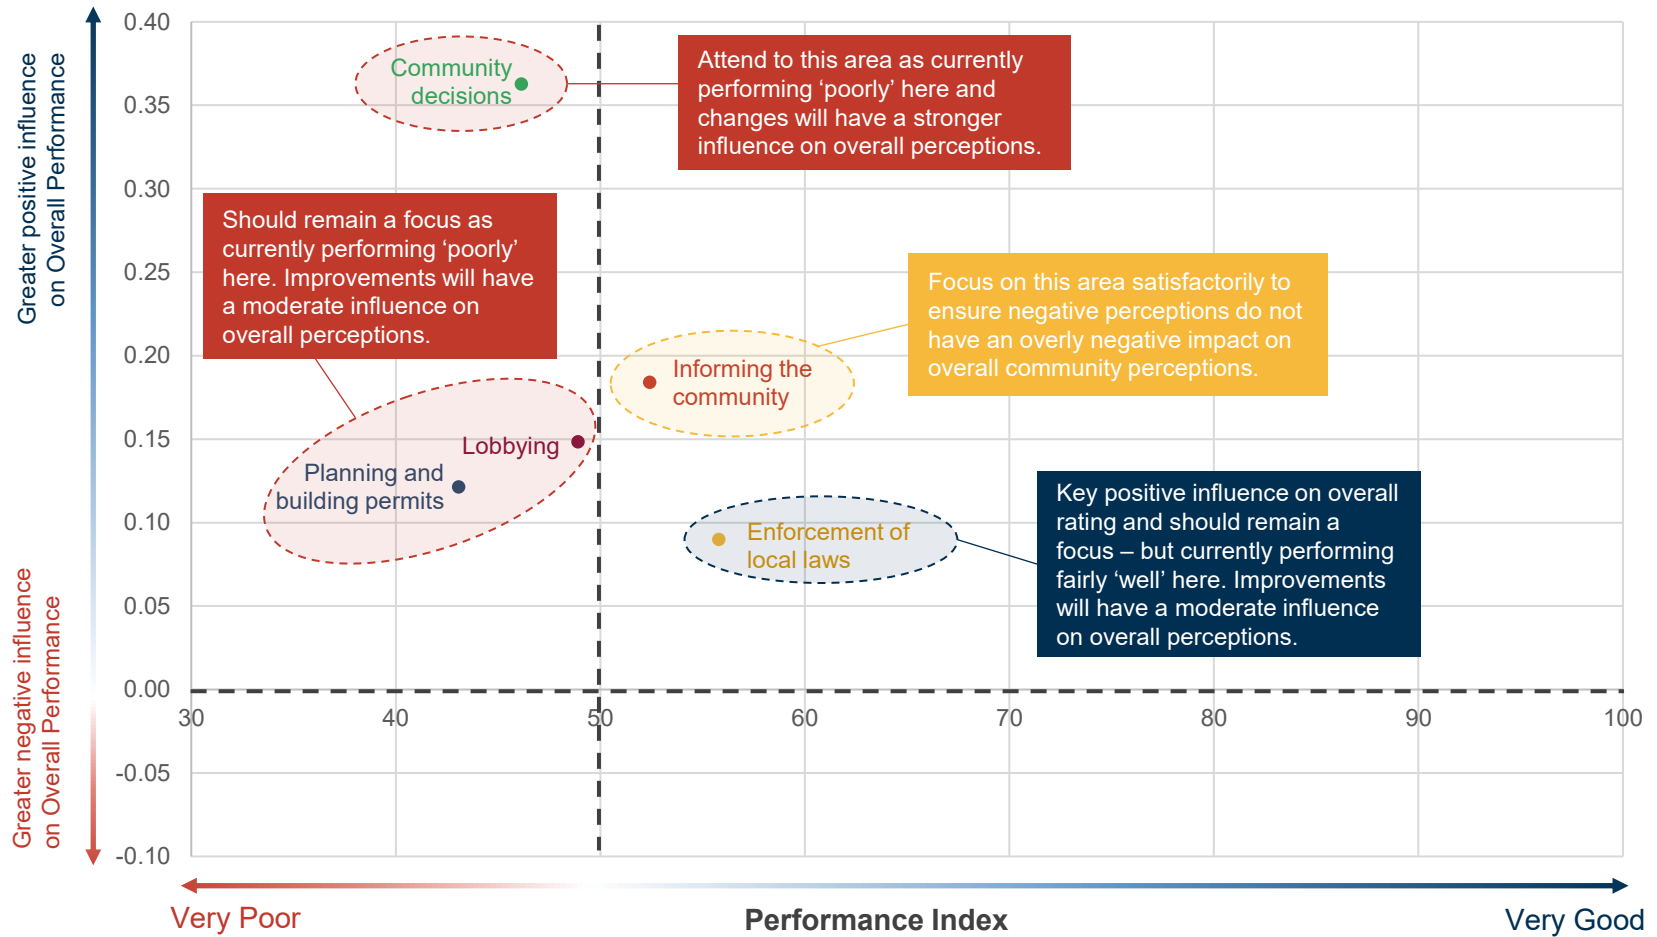 Greater positive influence
on Overall Performance
Greater negative influence
on Overall Performance
0.40
0.35
0.30
0.25
0.20
0.15
0.10
0.05
0.00
-0.05
-0.10
Community
decisions
Attend to this area as currently
performing ‘poorly’ here and
changes will have a stronger
influence on overall perceptions.
Should remain a focus as
currently performing ‘poorly’
here. Improvements will have
a moderate influence on
overall perceptions.
Focus on this area satisfactorily to
ensure negative perceptions do not
have an overly negative impact on
overall community perceptions.
Informing the
community
Lobbying
Planning and
building permits
Enforcement of
local laws
Key positive influence on overall
rating and should remain a
focus – but currently performing
fairly ‘well’ here. Improvements
will have a moderate influence
on overall perceptions.
30
40
50
60
70
80
90
100
Very Poor
Performance Index
Very Good